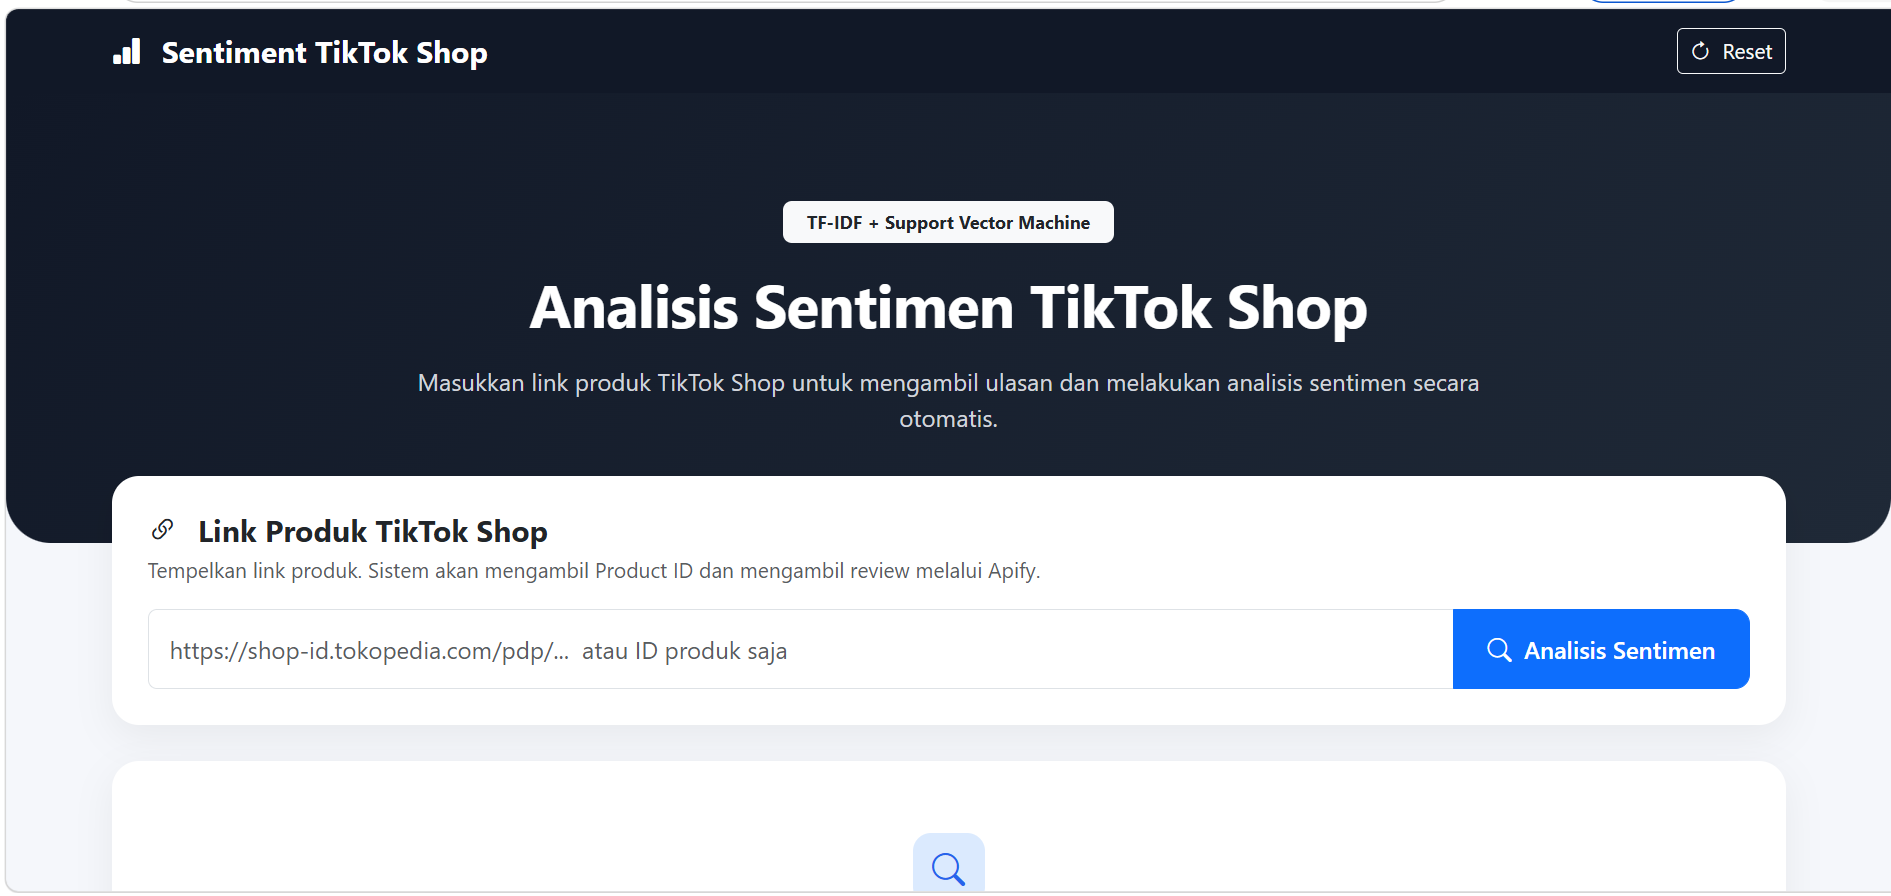 Sentiment TikTok Shop
Reset
TF-IDF + Support Vector Machine
Analisis Sentimen TikTok Shop
Masukkan link produk TikTok Shop untuk mengambil ulasan dan melakukan analisis sentimen secara
otomatis.
Link Produk TikTok Shop
Tempelkan link produk. Sistem akan mengambil Product ID dan mengambil review melalui Apify.
https://shop-id.tokopedia.com/pdp/... atau ID produk saja
Analisis Sentimen